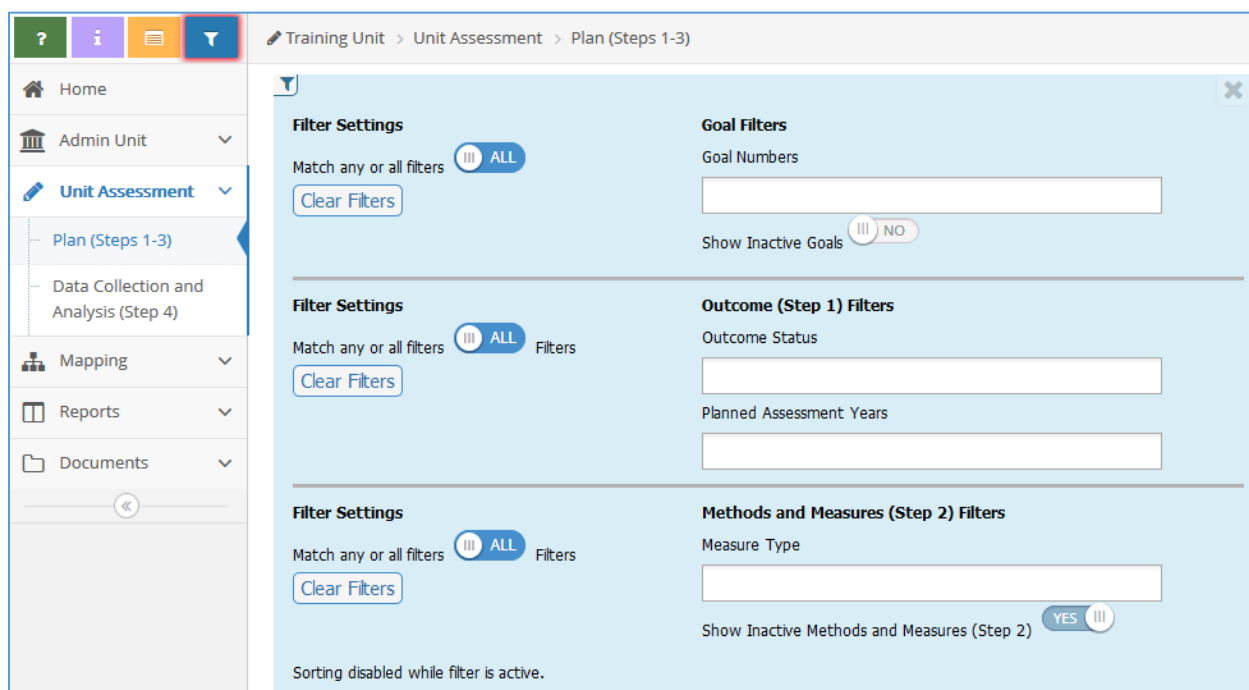 ? i
Training Unit > Unit Assessment > Plan (Steps 1-3)
Home
Admin Unit
Unit Assessment
Plan (Steps 1-3)
Data Collection and
Analysis (Step 4)
Mapping
Reports
Documents
Filter Settings
Match any or all filters ALL
Clear Filters
Goal Filters
Goal Numbers
Show Inactive Goals NO
Filter Settings
Match any or all filters ALL Filters
Clear Filters
Outcome (Step 1) Filters
Outcome Status
Planned Assessment Years
Filter Settings
Match any or all filters ALL Filters
Clear Filters
Methods and Measures (Step 2) Filters
Measure Type
Show Inactive Methods and Measures (Step 2) YES
Sorting disabled while filter is active.